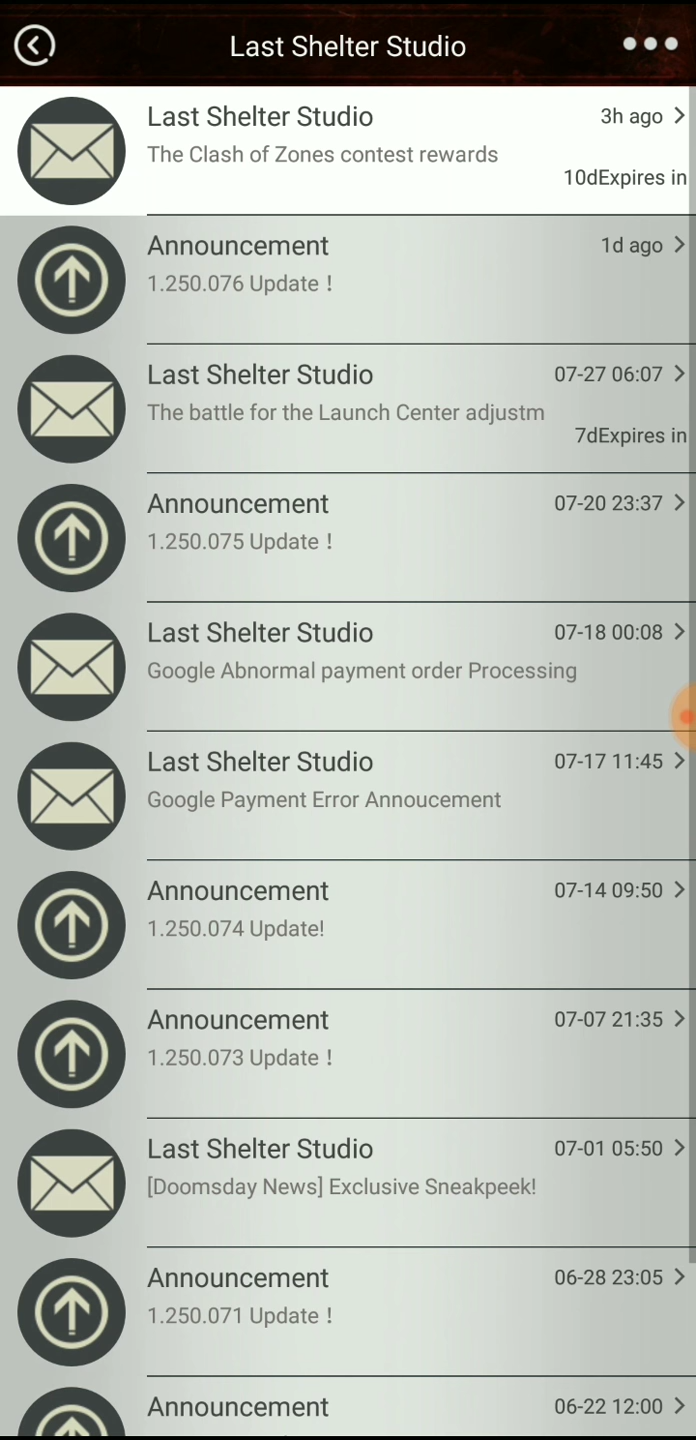 Last Shelter Studio
Last Shelter Studio
3h ago
The Clash of Zones contest rewards
10dExpires in
Announcement
1d ago
1.250.076 Update !
Last Shelter Studio
07-27 06:07
The battle for the Launch Center adjustm
7dExpires in
Announcement
07-20 23:37
1.250.075 Update !
Last Shelter Studio
07-18 00:08
Google Abnormal payment order Processing
Last Shelter Studio
07-17 11:45
Google Payment Error Annoucement
Announcement
07-14 09:50
1.250.074 Update!
Announcement
07-07 21:35
1.250.073 Update !
Last Shelter Studio
07-01 05:50
[Doomsday News] Exclusive Sneakpeek!
Announcement
06-28 23:05
1.250.071 Update !
Announcement
06-22 12:00